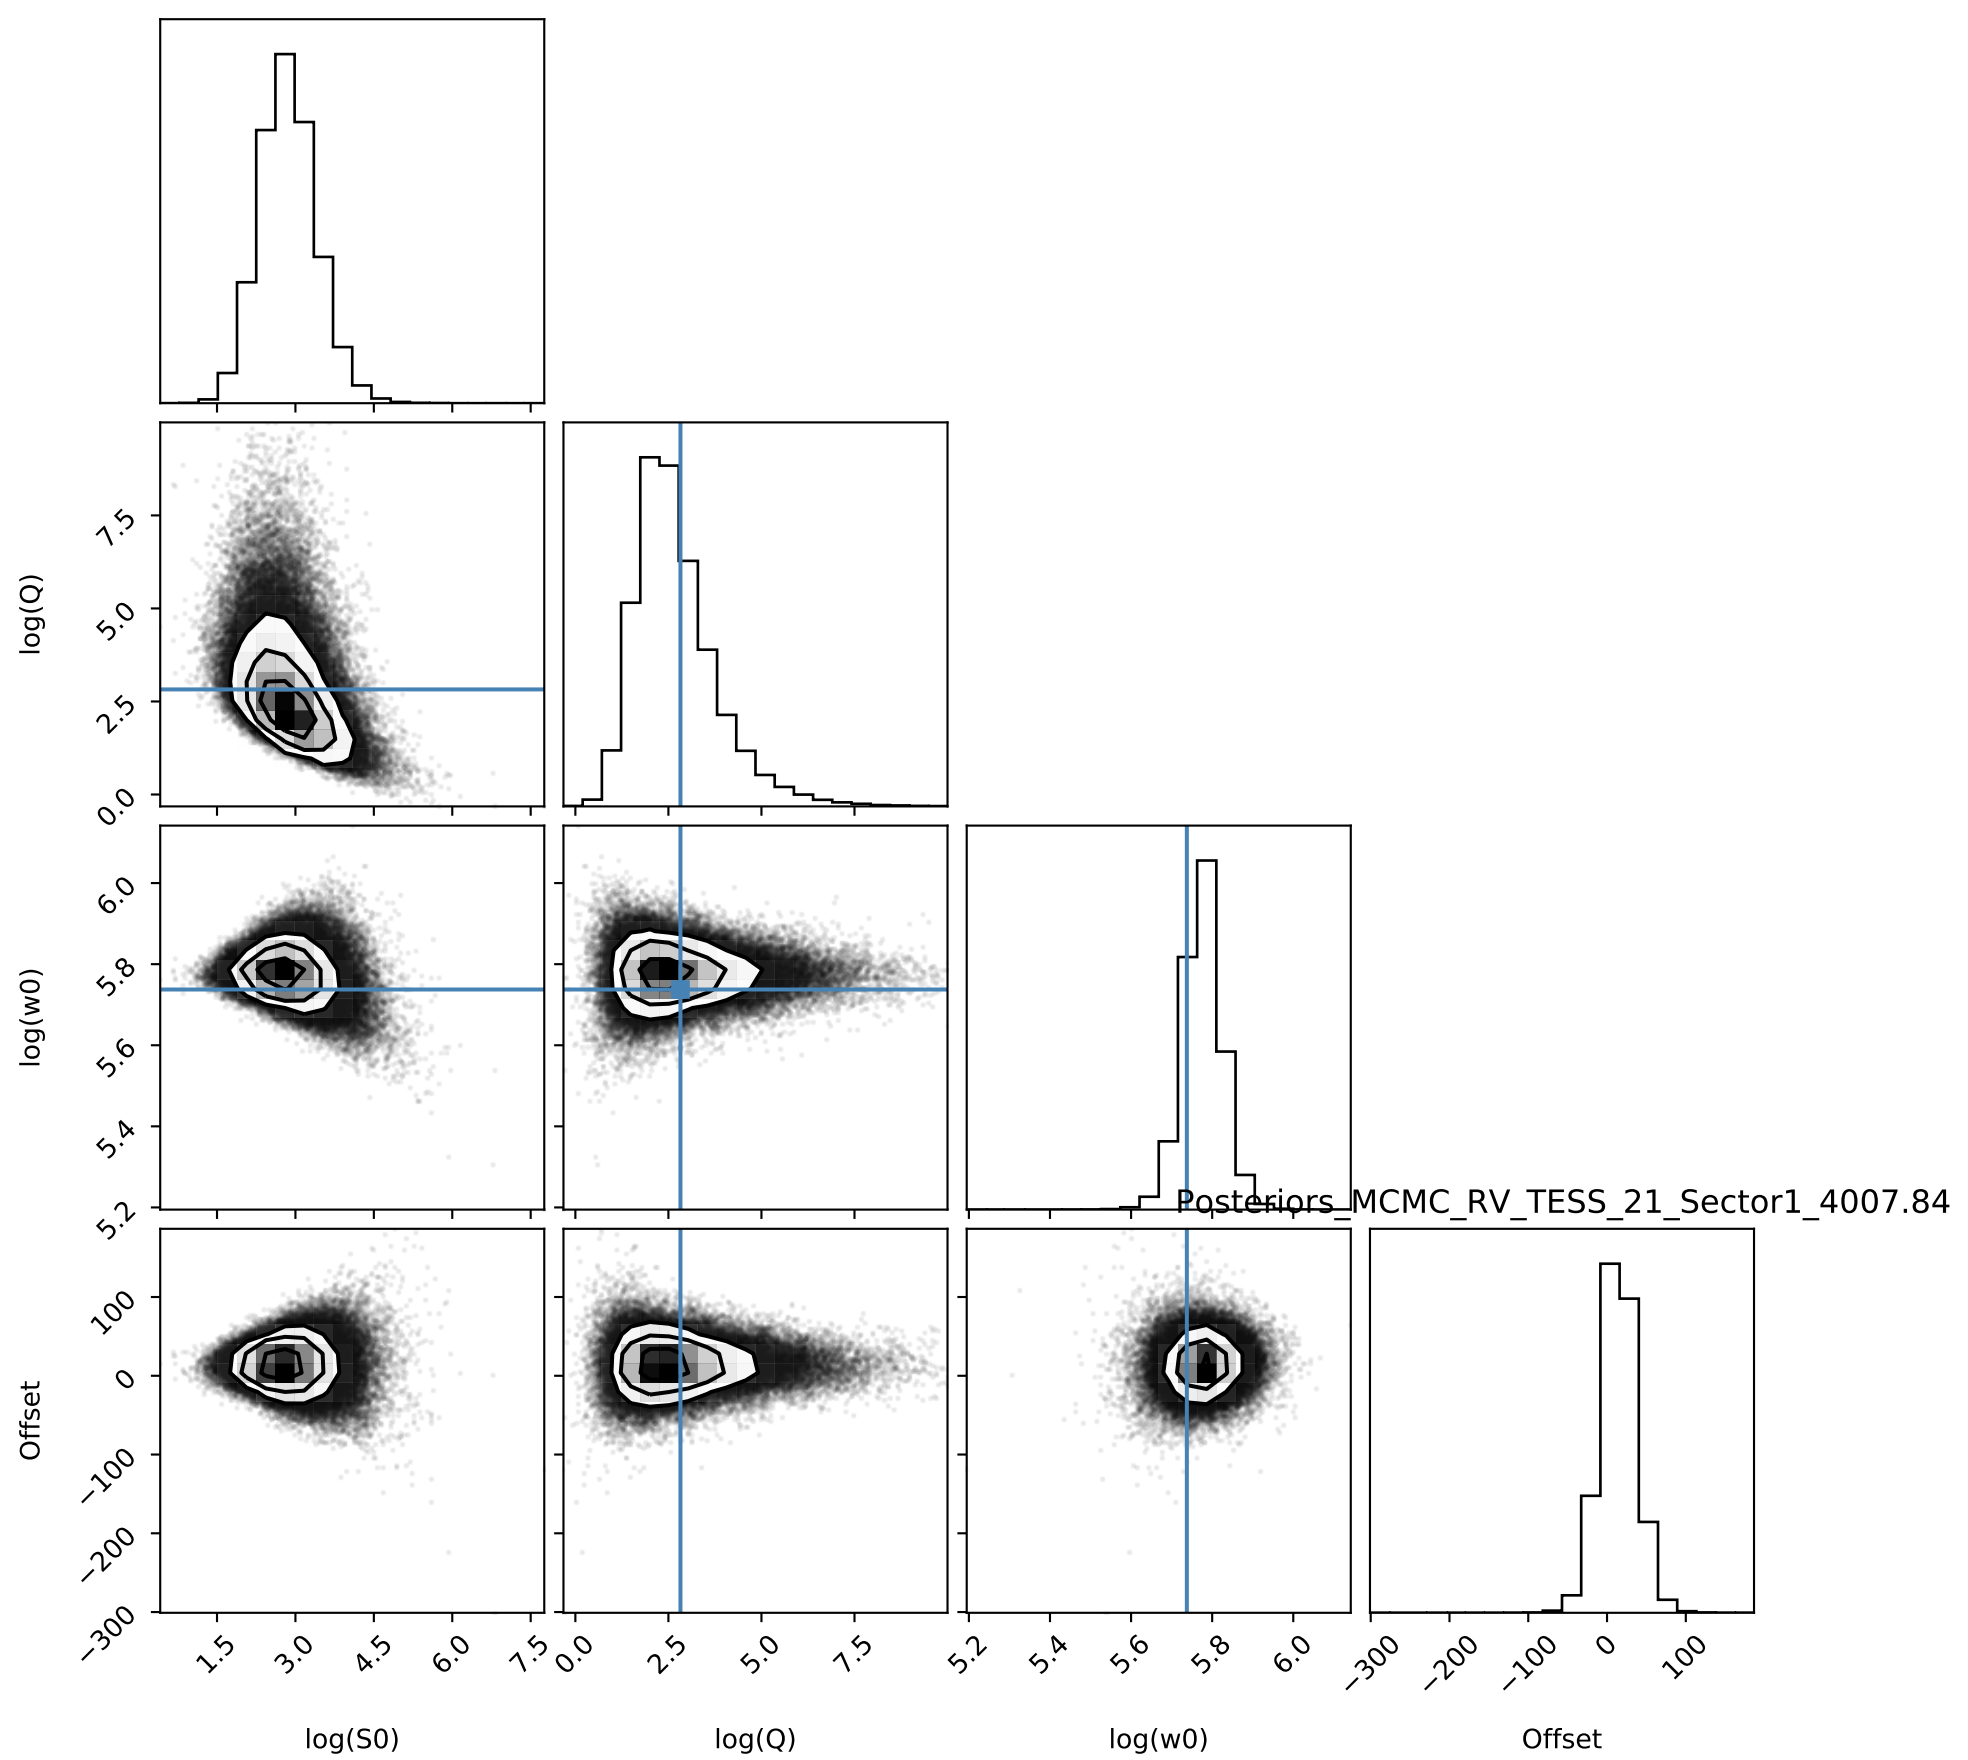 log(Q)
7.5
5.0
2.5
0.0
log(w0)
6.0
5.8
5.6
5.4
5.2
Posteriors_MCMC_RV_TESS_21_Sector1_4007.84
Offset
100
0
−100
−200
−300
1.5 3.0 4.5 6.0 7.5 0.0 2.5 5.0 7.5 5.2 5.4 5.6 5.8 6.0 −300 −200 −100 0 100
log(S0) log(Q) log(w0) Offset